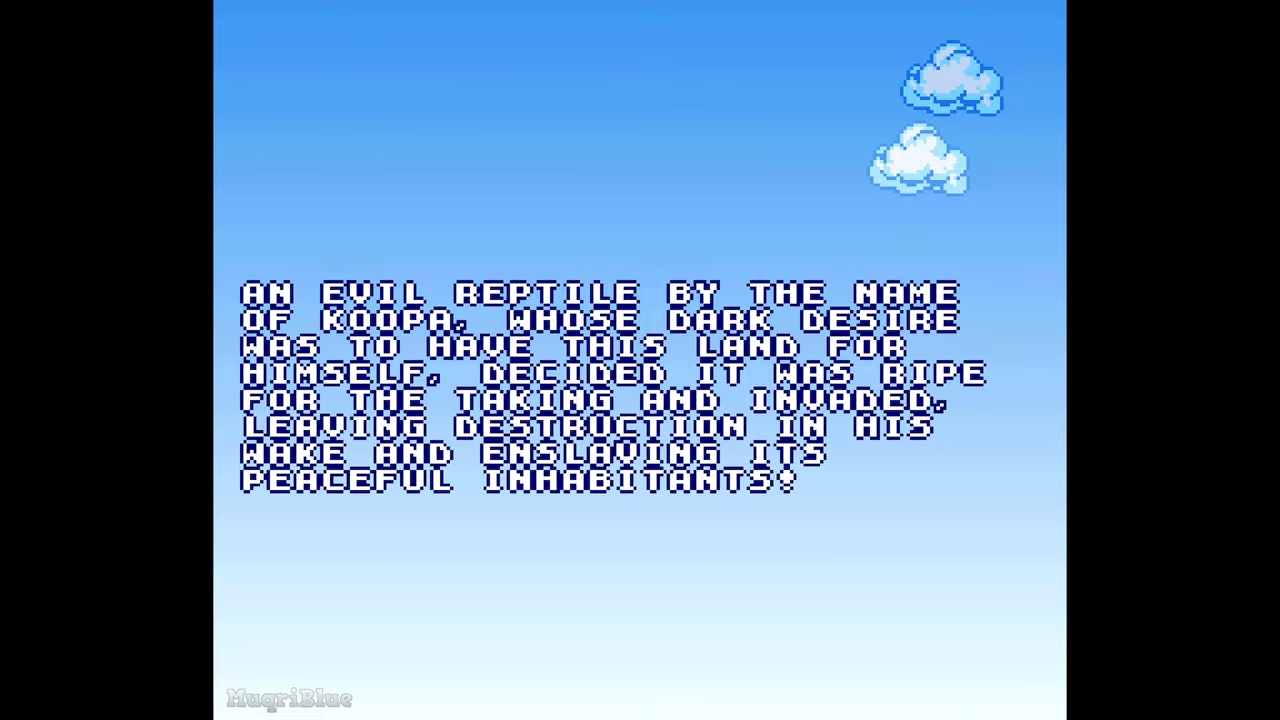 AN EVIL REPTILE BY THE NAME
OF KOOPA, WHOSE DARK DESIRE
WAS TO HAVE THIS LAND FOR
HIMSELF, DECIDED IT WAS RIPE
FOR THE TAKING AND INVADED,
LEAVING DESTRUCTION IN HIS
WAKE AND ENSLAVING ITS
PEACEFUL INHABITANTS!
MugriBlue